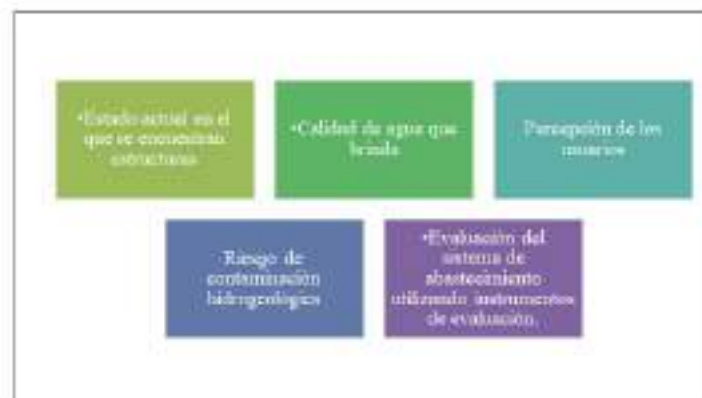 •Estado actual en el
que se encuentran
estructuras
•Calidad de agua que
brinda
Percepción de los
usuarios
Riesgo de
contaminación
hidrogeológica
•Evaluación del
sistema de
abastecimiento
utilizando instrumentos
de evaluación.